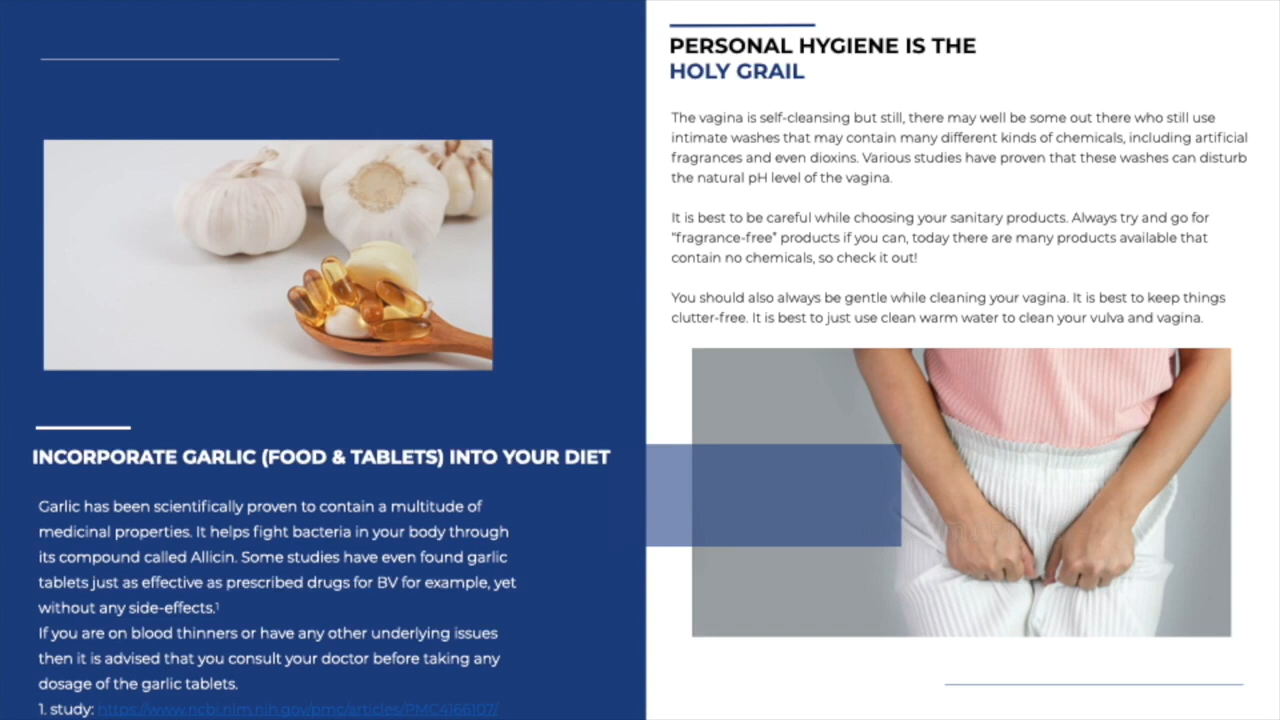 INCORPORATE GARLIC (FOOD & TABLETS) INTO YOUR DIET
Garlic has been scientifically proven to contain a multitude of
medicinal properties. It helps fight bacteria in your body through
its compound called Allicin. Some studies have even found garlic
tablets just as effective as prescribed drugs for BV for example, yet
without any side-effects.¹
If you are on blood thinners or have any other underlying issues
then it is advised that you consult your doctor before taking any
dosage of the garlic tablets.
1. study: https://www.ncbi.nlm.nih.gov/pmc/articles/PMC4166107/
PERSONAL HYGIENE IS THE
HOLY GRAIL
The vagina is self-cleansing but still, there may well be some out there who still use
intimate washes that may contain many different kinds of chemicals, including artificial
fragrances and even dioxins. Various studies have proven that these washes can disturb
the natural pH level of the vagina.
It is best to be careful while choosing your sanitary products. Always try and go for
"fragrance-free" products if you can, today there are many products available that
contain no chemicals, so check it out!
You should also always be gentle while cleaning your vagina. It is best to keep things
clutter-free. It is best to just use clean warm water to clean your vulva and vagina.